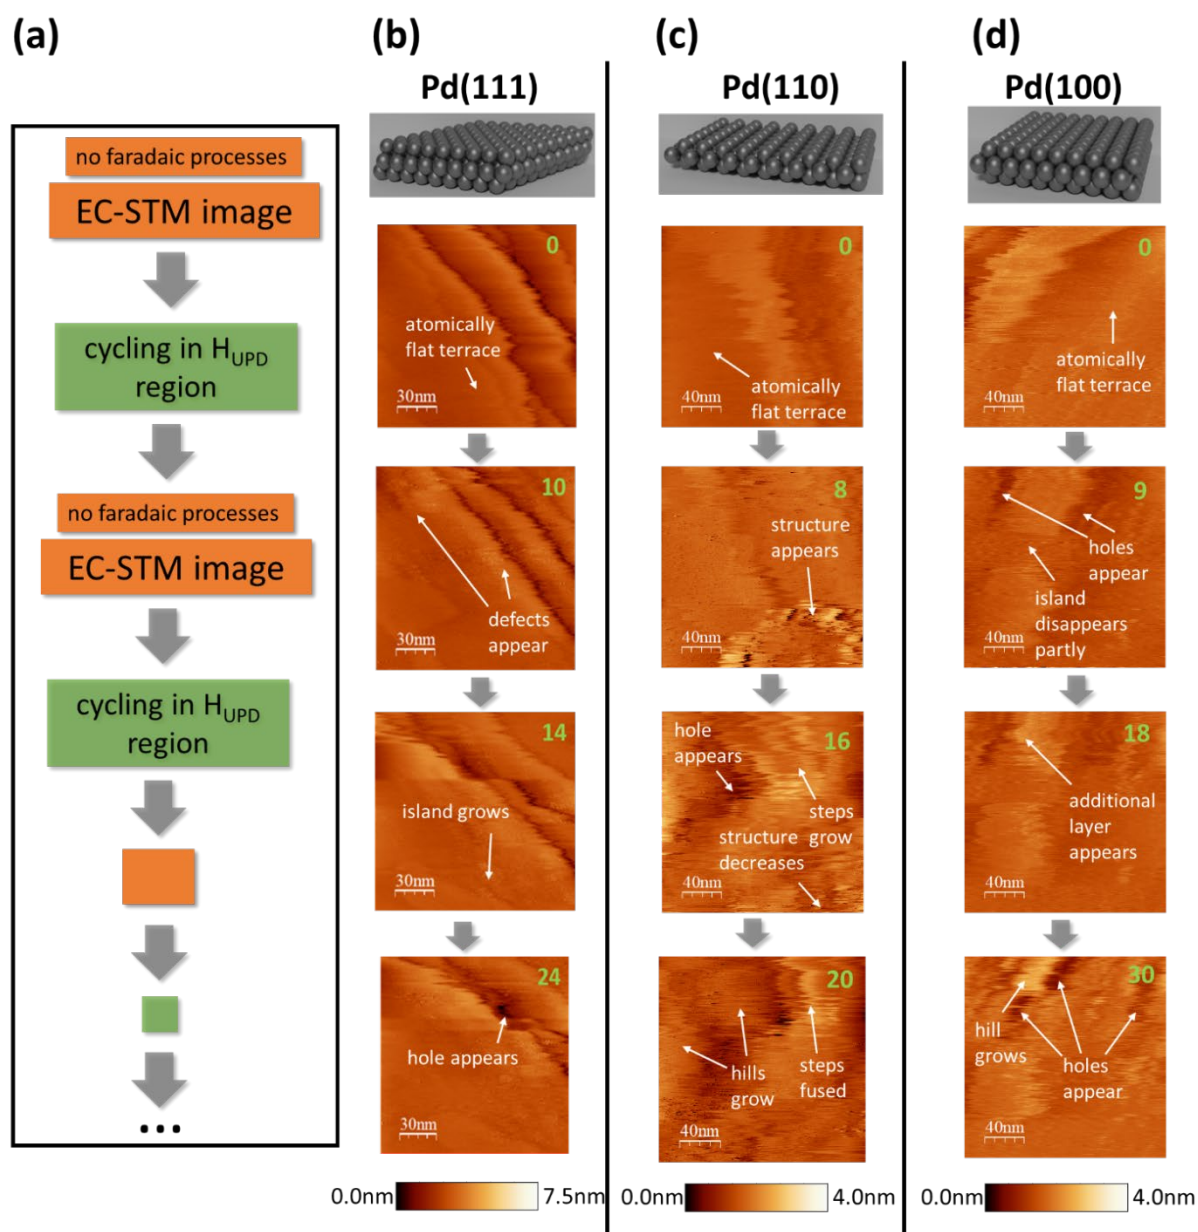 (a)
no faradaic processes
EC-STM image
cycling in HUPD
region
no faradaic processes
EC-STM image
cycling in HUPD
region
...
(b)
Pd(111)
0
atomically
flat terrace
30nm
10
defects
appear
30nm
14
island grows
30nm
24
hole appears
30nm
0.0nm 7.5nm
(c)
Pd(110)
0
atomically
flat terrace
40nm
8
structure
appears
40nm
hole
appears
16
steps
grow
structure
decreases
40nm
20
hills
grow
steps
fused
40nm
0.0nm 4.0nm
(d)
Pd(100)
0
atomically
flat terrace
40nm
9
holes
appear
island
disappears
partly
40nm
18
additional
layer
appears
40nm
30
hill
grows
holes
appear
40nm
0.0nm 4.0nm